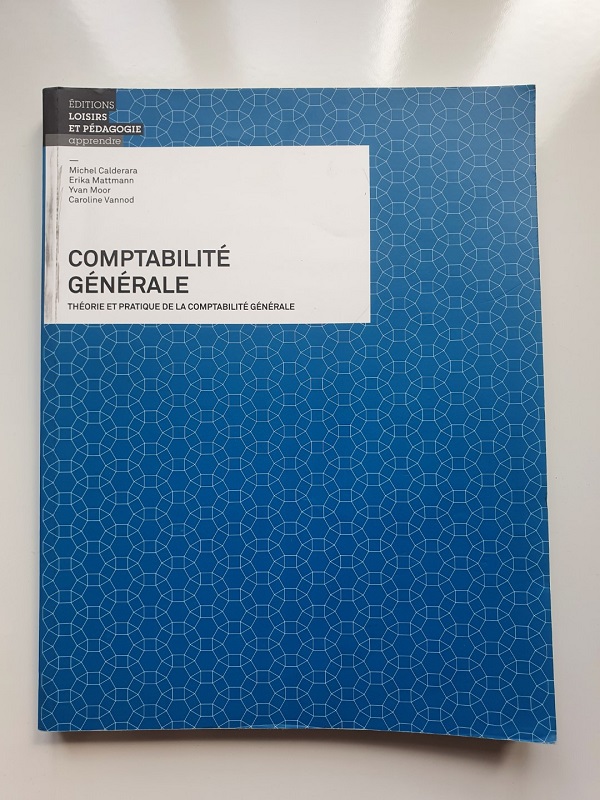 ÉDITIONS
LOISIRS
ET PÉDAGOGIE
apprendre
—
Michel Calderara
Erika Mattmann
Yvan Moor
Caroline Vannod
COMPTABILITÉ
GÉNÉRALE
THÉORIE ET PRATIQUE DE LA COMPTABILITÉ GÉNÉRALE